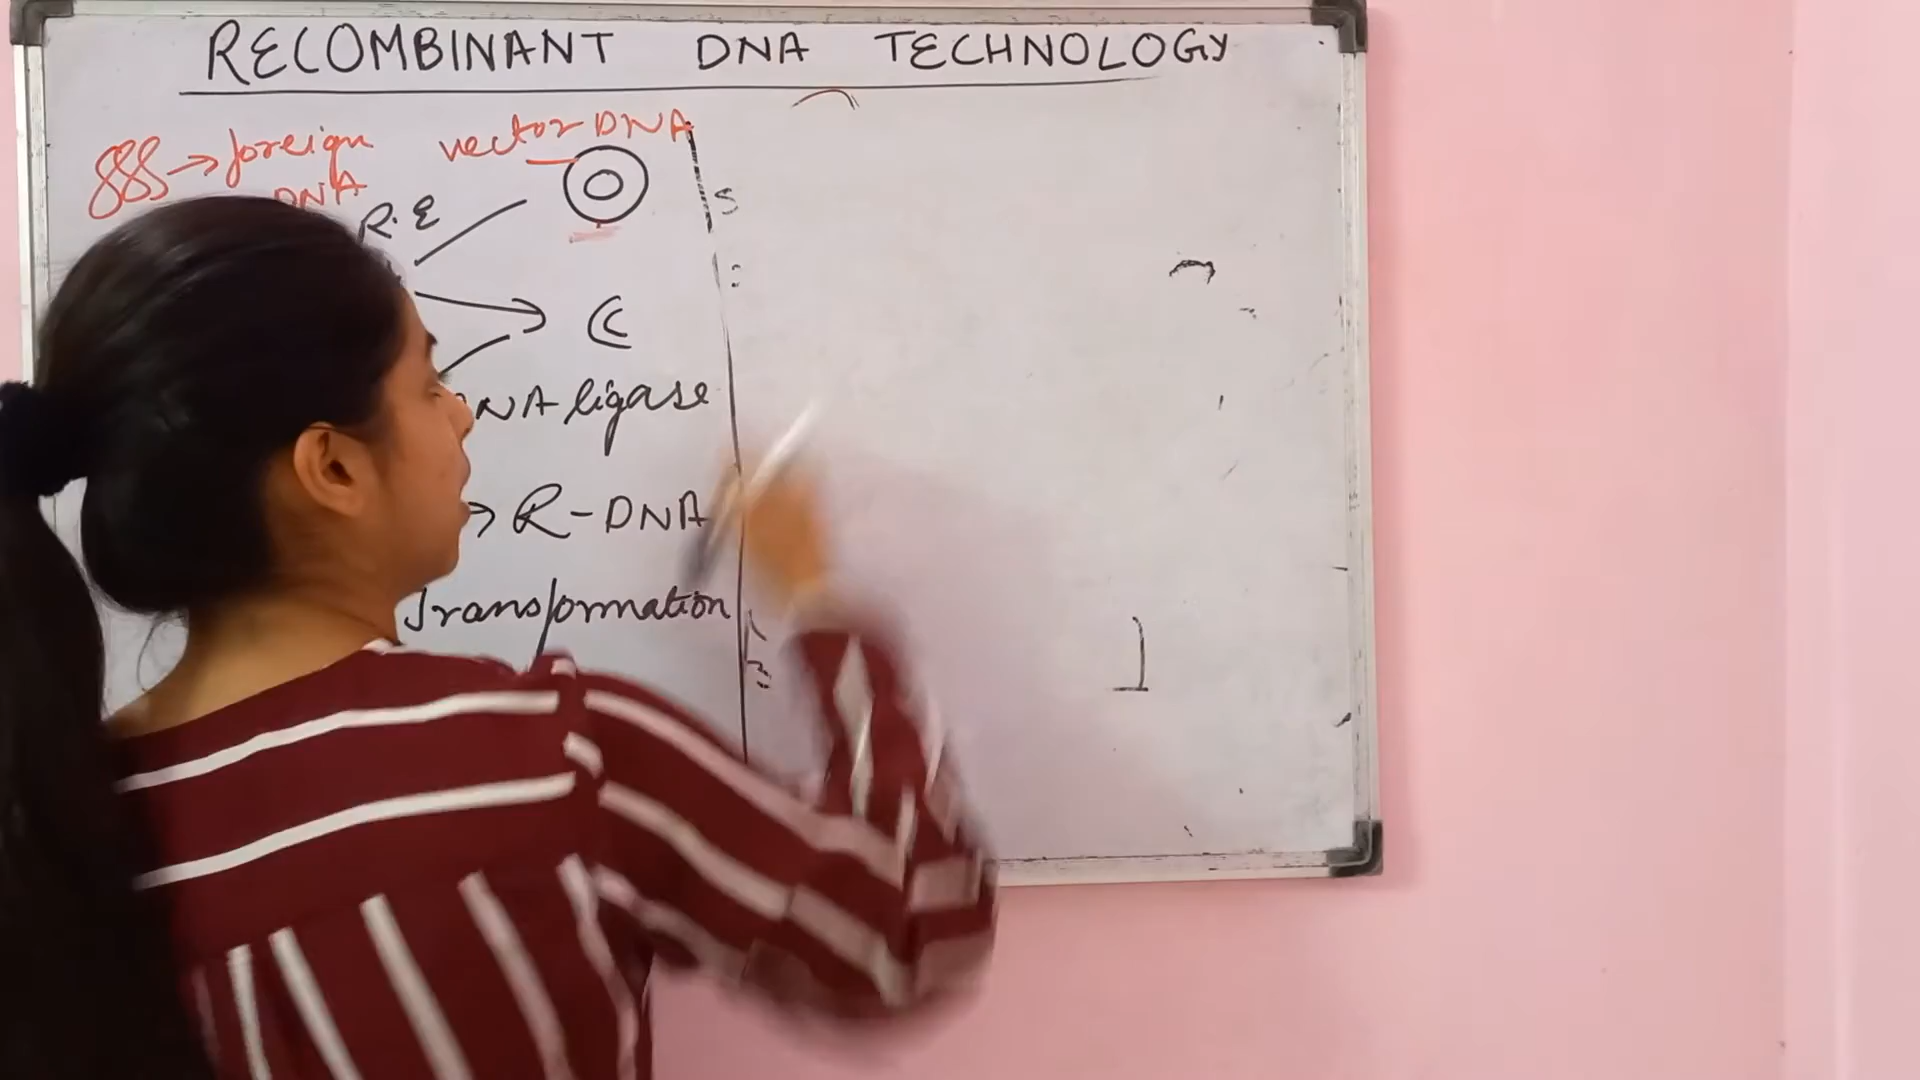 RECOMBINANT DNA TECHNOLOGY
foreign DNA
vector DNA
R.E
NA ligase
→ R-DNA
Transformation